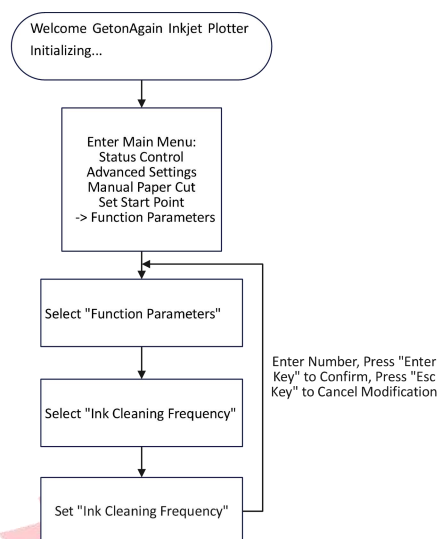 Welcome GetonAgain Inkjet Plotter
Initializing...
Enter Main Menu:
Status Control
Advanced Settings
Manual Paper Cut
Set Start Point
-> Function Parameters
Select "Function Parameters"
Enter Number, Press "Enter
Key" to Confirm, Press "Esc
Key" to Cancel Modification
Select "Ink Cleaning Frequency"
Set "Ink Cleaning Frequency"